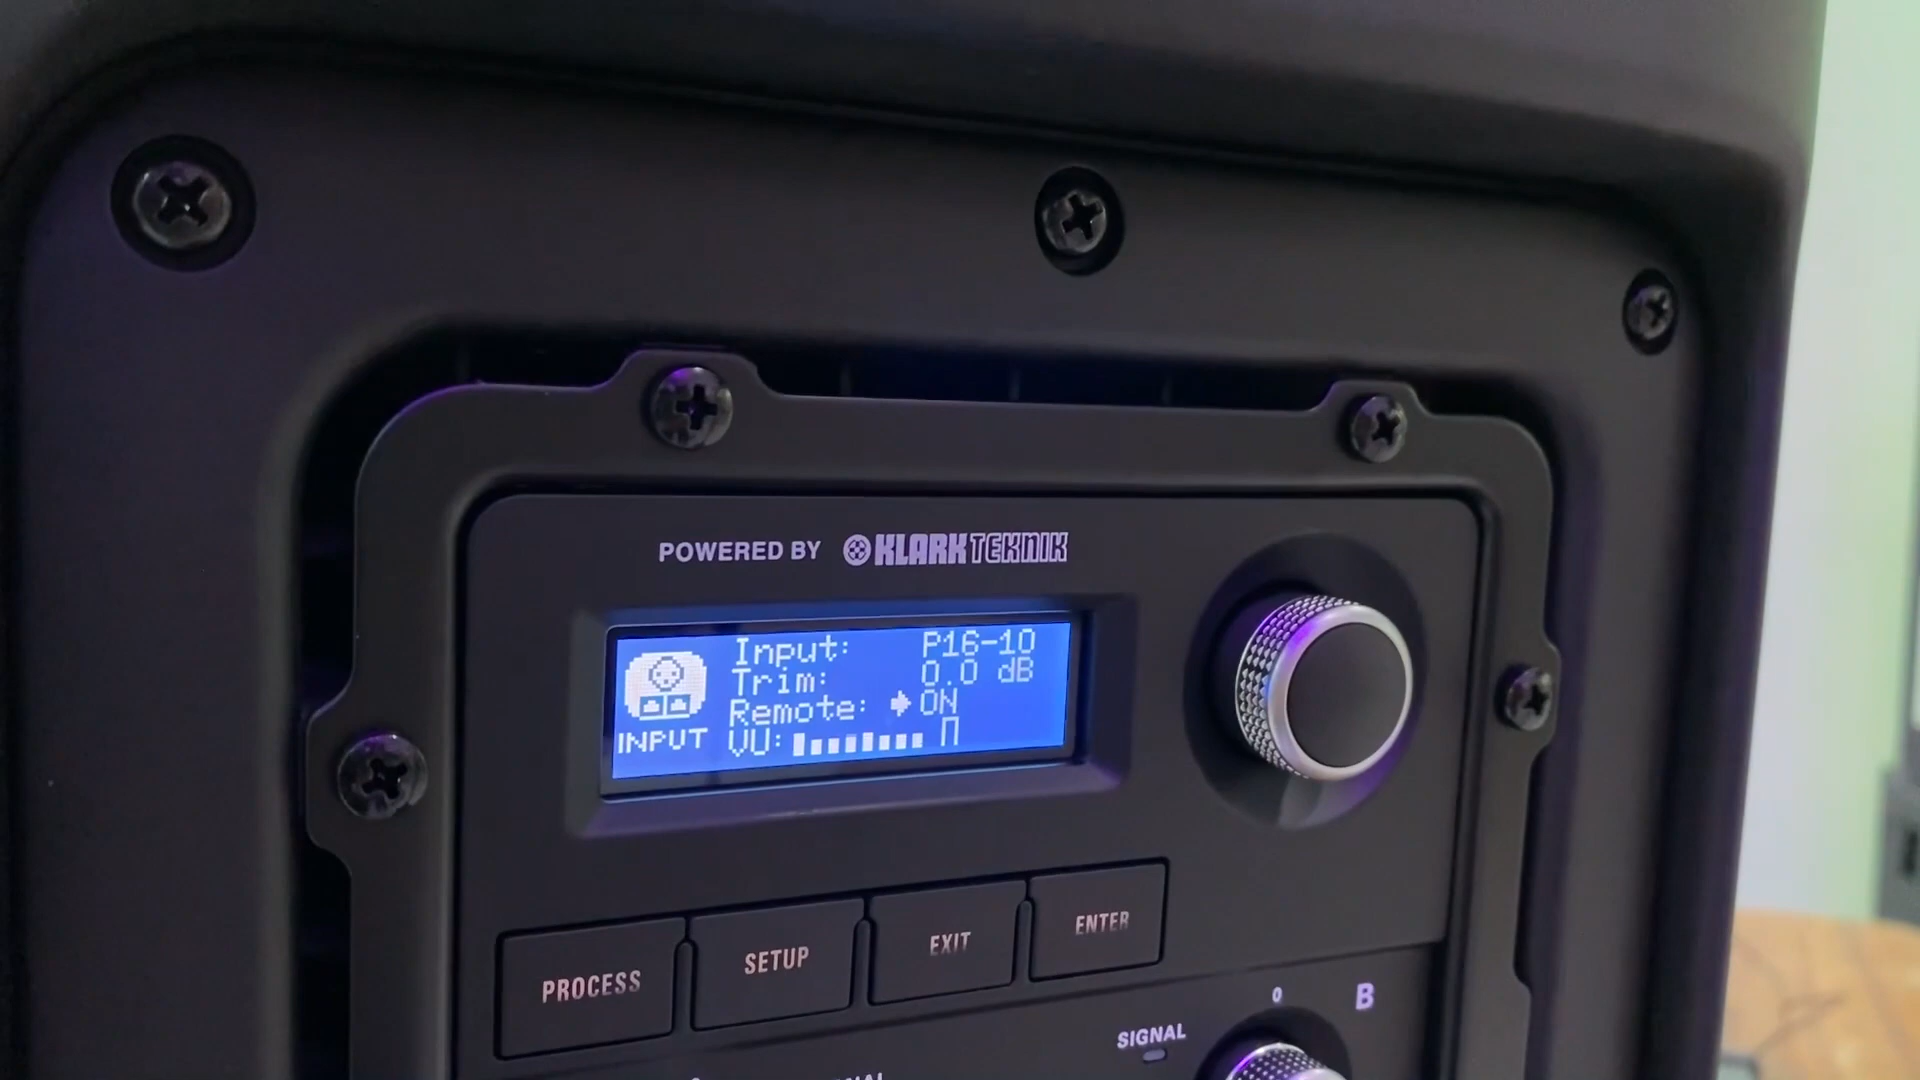 POWERED BY KLARK TEKNIK
Input: P16-10
Trim: 0.0 dB
Remote: ON
VU:
INPUT
PROCESS SETUP EXIT ENTER
0 B
SIGNAL